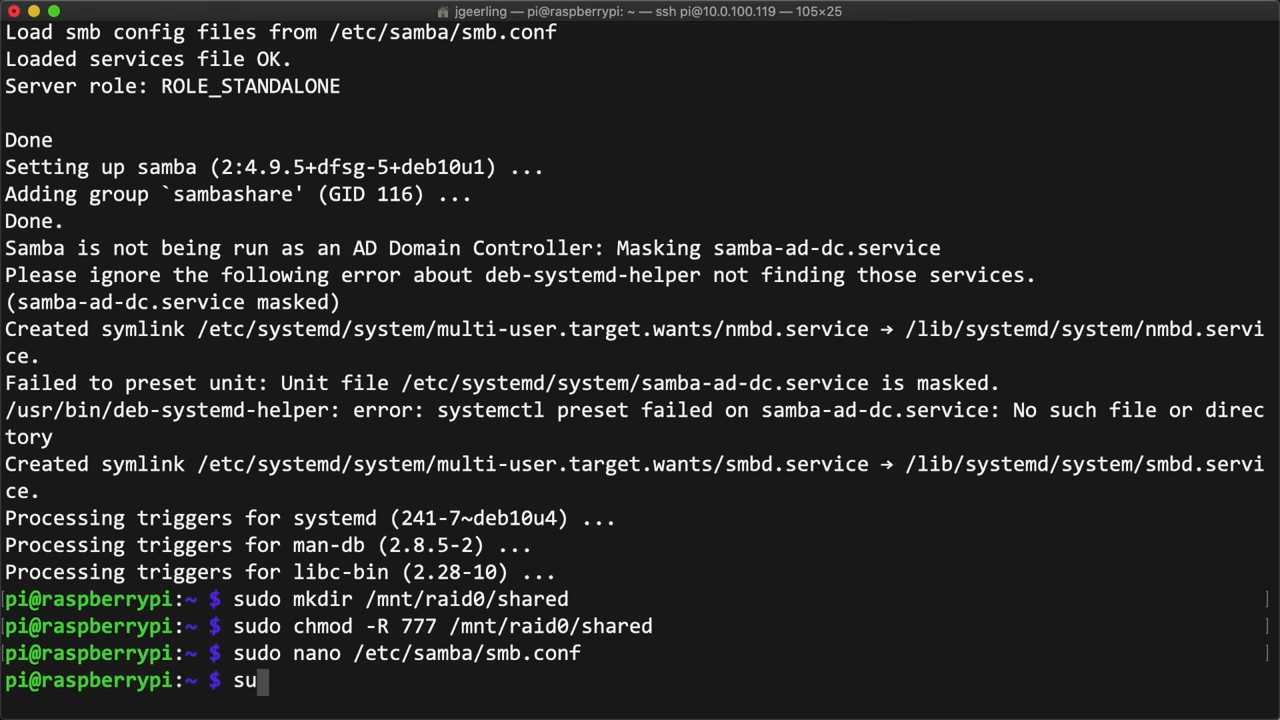 jgeerling — pi@raspberrypi: ~ — ssh pi@10.0.100.119 — 105×25
Load smb config files from /etc/samba/smb.conf
Loaded services file OK.
Server role: ROLE_STANDALONE
Done
Setting up samba (2:4.9.5+dfsg-5+deb10u1) ...
Adding group `sambashare' (GID 116) ...
Done.
Samba is not being run as an AD Domain Controller: Masking samba-ad-dc.service
Please ignore the following error about deb-systemd-helper not finding those services.
(samba-ad-dc.service masked)
Created symlink /etc/systemd/system/multi-user.target.wants/nmbd.service → /lib/systemd/system/nmbd.servi
ce.
Failed to preset unit: Unit file /etc/systemd/system/samba-ad-dc.service is masked.
/usr/bin/deb-systemd-helper: error: systemctl preset failed on samba-ad-dc.service: No such file or direc
tory
Created symlink /etc/systemd/system/multi-user.target.wants/smbd.service → /lib/systemd/system/smbd.servi
ce.
Processing triggers for systemd (241-7~deb10u4) ...
Processing triggers for man-db (2.8.5-2) ...
Processing triggers for libc-bin (2.28-10) ...
pi@raspberrypi:~ $ sudo mkdir /mnt/raid0/shared
pi@raspberrypi:~ $ sudo chmod -R 777 /mnt/raid0/shared
pi@raspberrypi:~ $ sudo nano /etc/samba/smb.conf
pi@raspberrypi:~ $ su